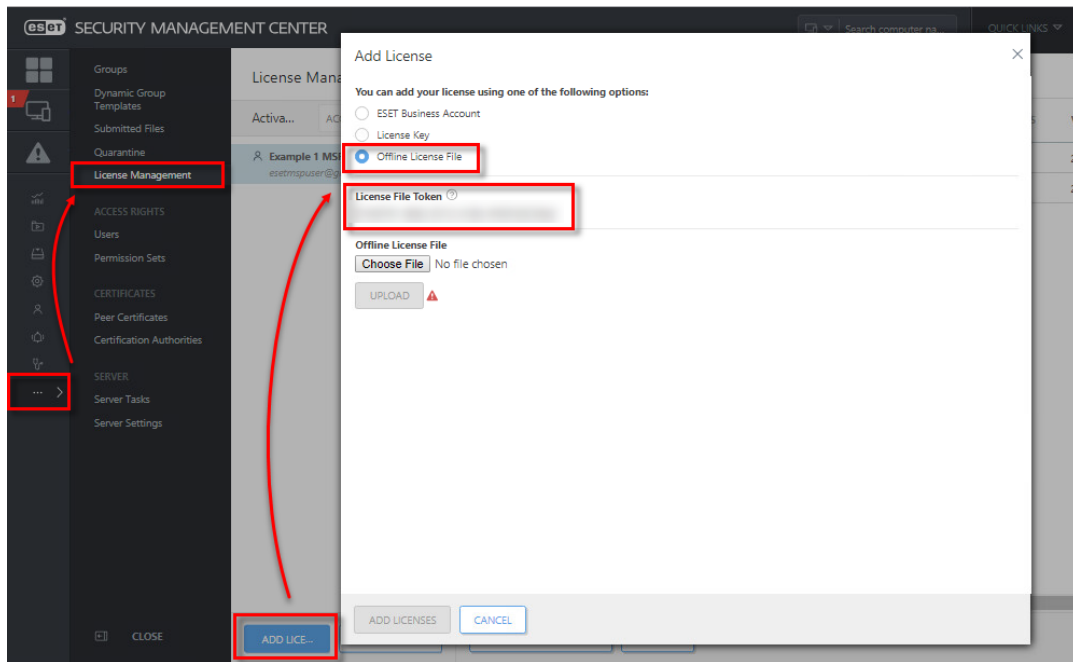 eset SECURITY MANAGEMENT CENTER
Search computer na...
QUICK LINKS
1
Groups
Dynamic Group
Templates
Submitted Files
Quarantine
License Management
ACCESS RIGHTS
Users
Permission Sets
CERTIFICATES
Peer Certificates
Certification Authorities
SERVER
Server Tasks
Server Settings
CLOSE
License Mana
Activa...
Example 1 MSI
esetmspuser@g
ADD LICE...
Add License
You can add your license using one of the following options:
ESET Business Account
License Key
Offline License File
License File Token
Offline License File
Choose File No file chosen
UPLOAD
ADD LICENSES
CANCEL